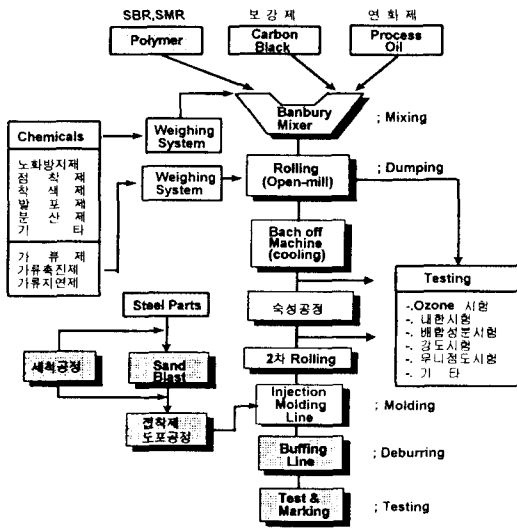 SBR,SMR
보 강 제
연 화 제
Polymer
Carbon
Black
Process
Oil
Banbury
Mixer
; Mixing
Chemicals
Weighing
System
노화방지제
점 착 제
착 색 제
발 포 제
분 산 제
기 타
가 류 제
가류촉진제
가류지연제
Weighing
System
Rolling
(Open-mill)
; Dumping
Bach off
Machine
(cooling)
Testing
-.Ozone 시험
-. 내한시험
-. 배합성분시험
-. 강도시험
-. 무니점도시험
-. 기 타
숙성공정
Steel Parts
2차 Rolling
세척공정
Sand
Blast
접착제
도포공정
Injection
Molding
Line
; Molding
Buffing
Line
; Deburring
Test &
Marking
; Testing